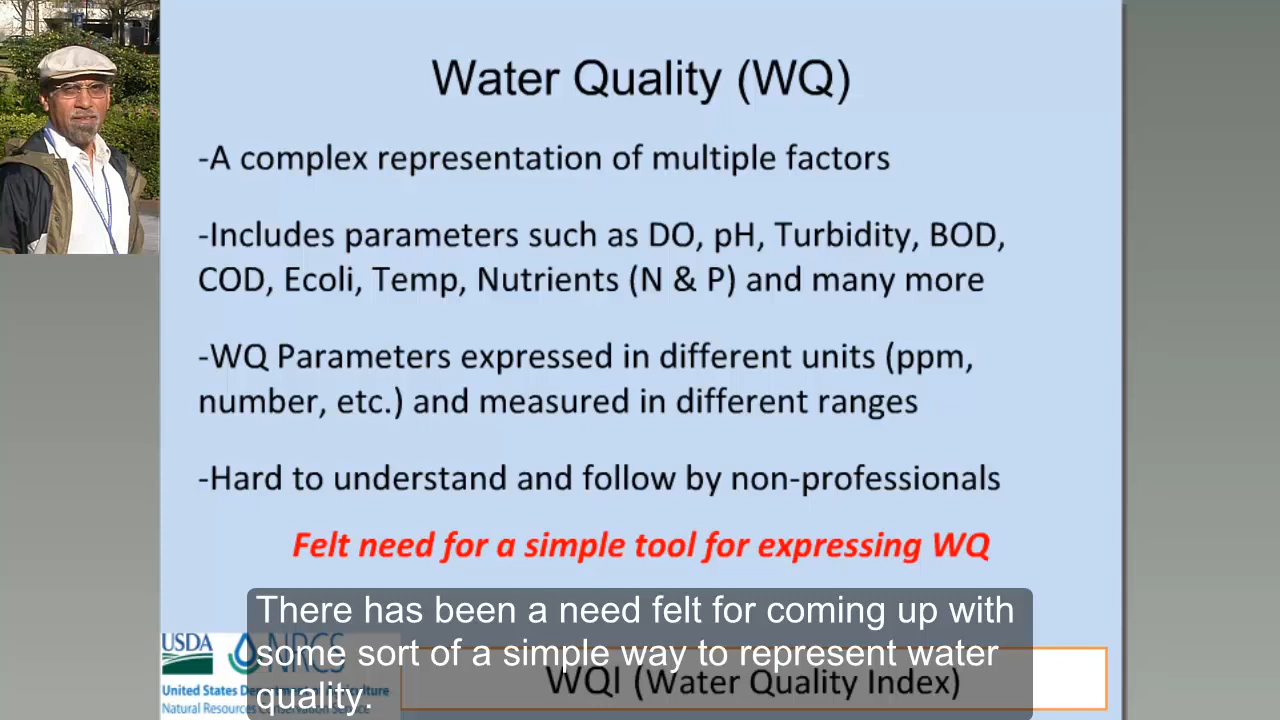 Water Quality (WQ)
-A complex representation of multiple factors
-Includes parameters such as DO, pH, Turbidity, BOD,
COD, Ecoli, Temp, Nutrients (N & P) and many more
-WQ Parameters expressed in different units (ppm,
number, etc.) and measured in different ranges
-Hard to understand and follow by non-professionals
Felt need for a simple tool for expressing WQ
There has been a need felt for coming up with
some sort of a simple way to represent water
quality.
USDA NRCS
United States Department of Agriculture
Natural Resources Conservation Service
WQI (Water Quality Index)